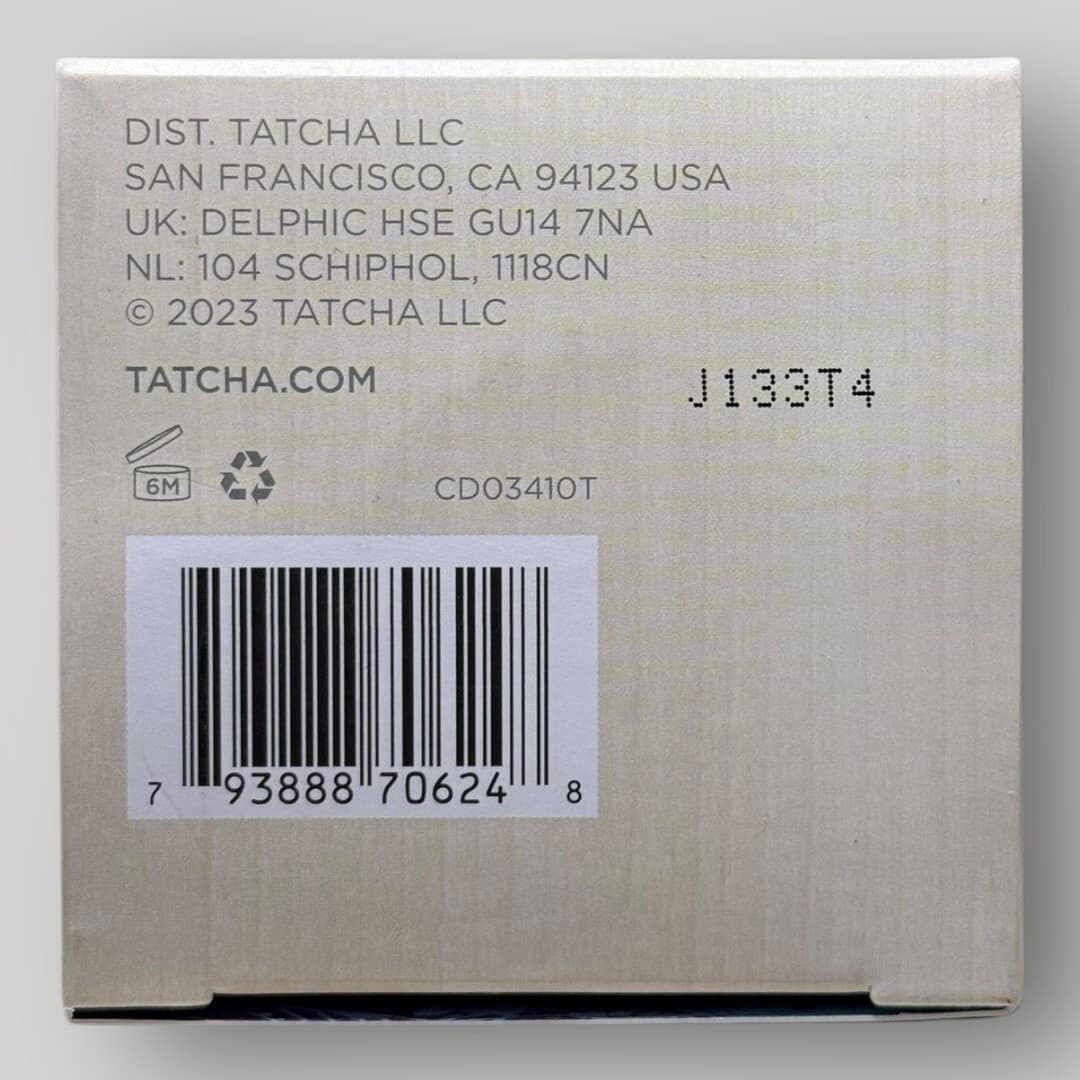 DIST. TATCHA LLC
SAN FRANCISCO, CA 94123 USA
UK: DELPHIC HSE GU14 7NA
NL: 104 SCHIPHOL, 1118CN
© 2023 TATCHA LLC
TATCHA.COM
J133T4
6M
CD03410T
7 93888 70624 8